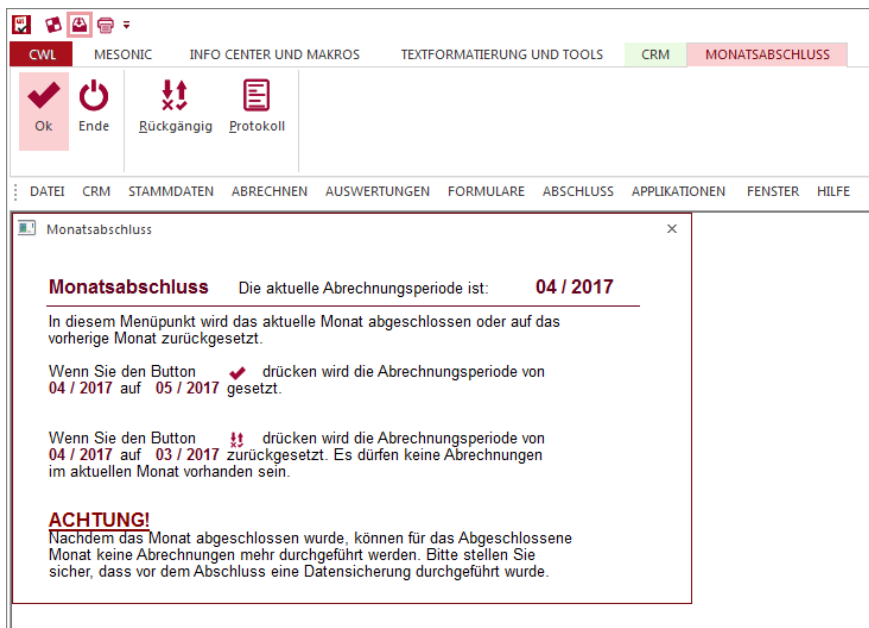 CWL MESONIC INFO CENTER UND MAKROS TEXTFORMATIERUNG UND TOOLS CRM MONATSABSCHLUSS
Ok Ende Rückgängig Protokoll
DATEI CRM STAMMDATEN ABRECHNEN AUSWERTUNGEN FORMULARE ABSCHLUSS APPLIKATIONEN FENSTER HILFE
Monatsabschluss
Monatsabschluss Die aktuelle Abrechnungsperiode ist: 04 / 2017
In diesem Menüpunkt wird das aktuelle Monat abgeschlossen oder auf das
vorherige Monat zurückgesetzt.
Wenn Sie den Button drücken wird die Abrechnungsperiode von
04 / 2017 auf 05 / 2017 gesetzt.
Wenn Sie den Button drücken wird die Abrechnungsperiode von
04 / 2017 auf 03 / 2017 zurückgesetzt. Es dürfen keine Abrechnungen
im aktuellen Monat vorhanden sein.
ACHTUNG!
Nachdem das Monat abgeschlossen wurde, können für das Abgeschlossene
Monat keine Abrechnungen mehr durchgeführt werden. Bitte stellen Sie
sicher, dass vor dem Abschluss eine Datensicherung durchgeführt wurde.